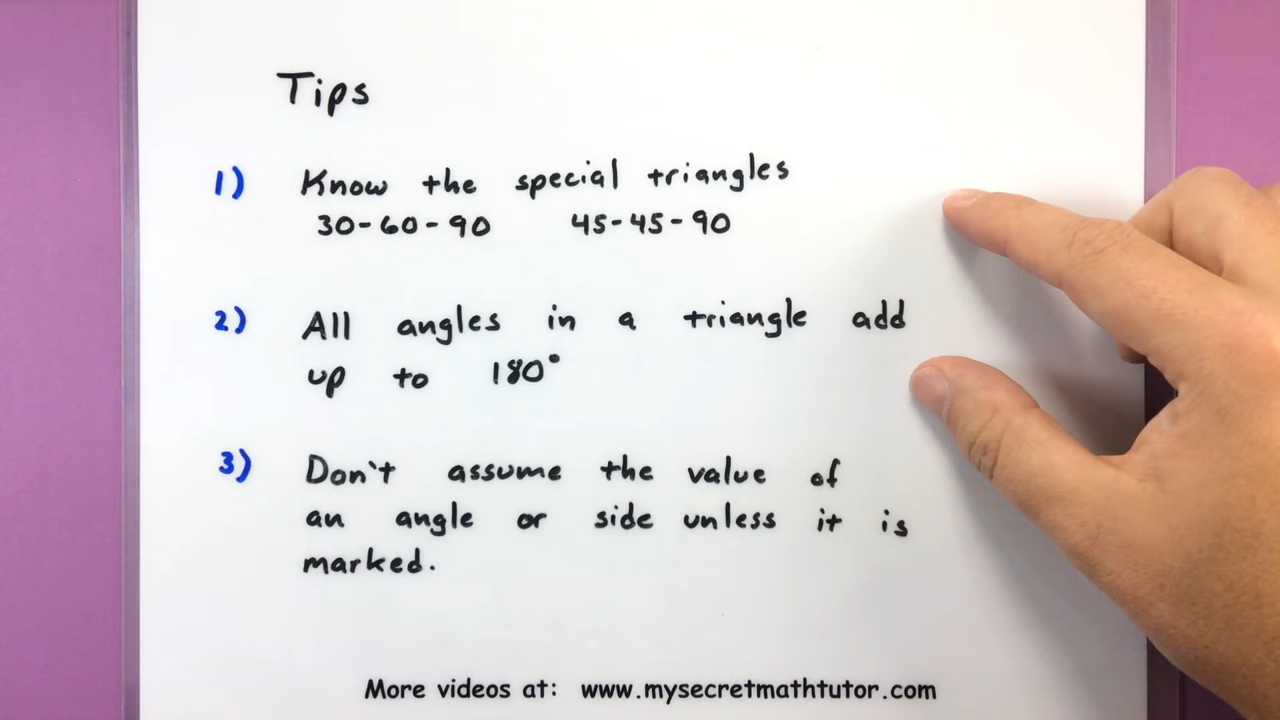 Tips
1) Know the special triangles
30-60-90 45-45-90
2) All angles in a triangle add
up to 180°
3) Don't assume the value of
an angle or side unless it is
marked.
More videos at: www.mysecretmathtutor.com